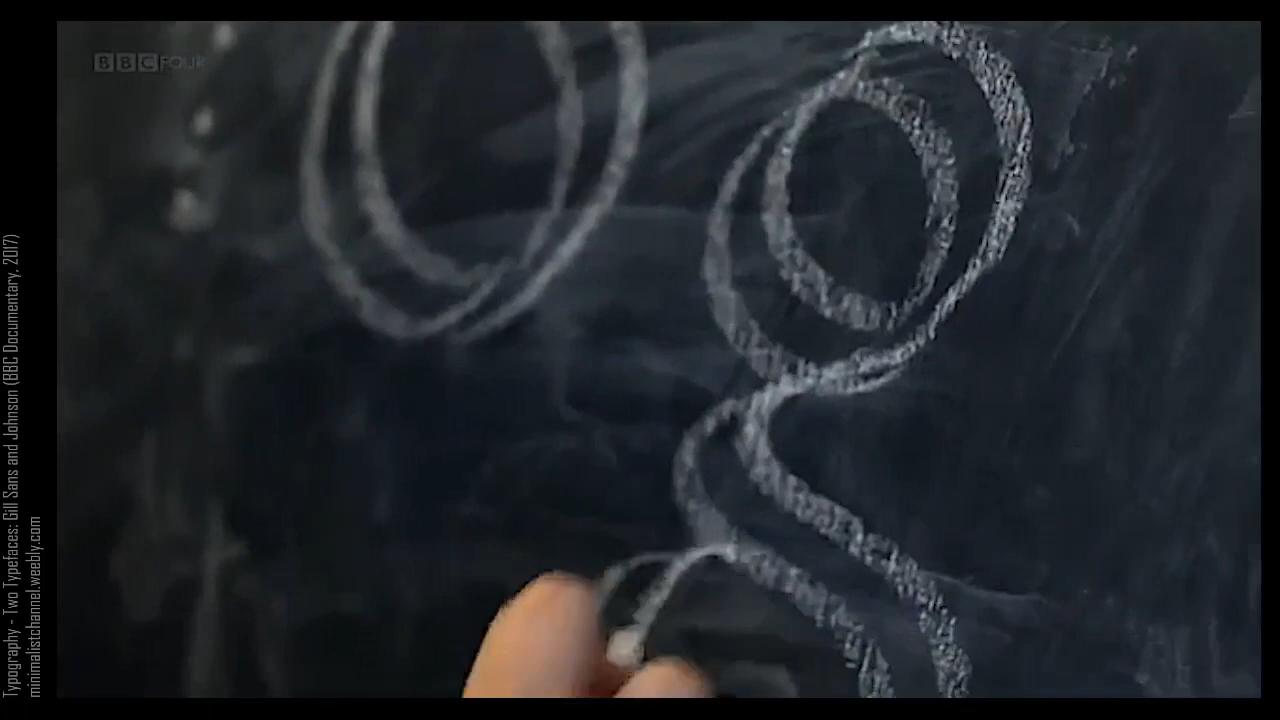 BBC FOUR
o g
Typography - Two Typefaces: Gill Sans and Johnson (BBC Documentary, 2017)
minimalistchannel.weebly.com